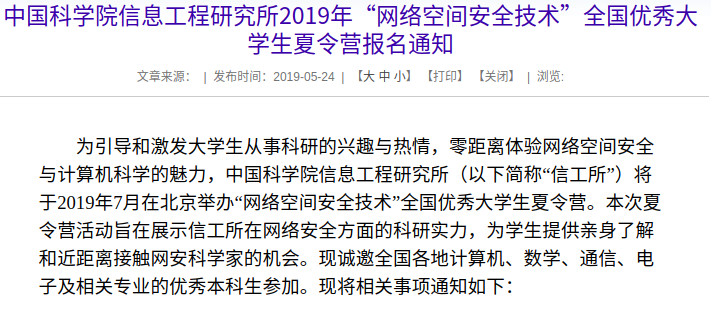 中国科学院信息工程研究所2019年“网络空间安全技术”全国优秀大
学生夏令营报名通知
文章来源： | 发布时间：2019-05-24 | 【大 中 小】 【打印】 【关闭】 | 浏览:
为引导和激发大学生从事科研的兴趣与热情，零距离体验网络空间安全
与计算机科学的魅力，中国科学院信息工程研究所（以下简称“信工所”）将
于2019年7月在北京举办“网络空间安全技术”全国优秀大学生夏令营。本次夏
令营活动旨在展示信工所在网络安全方面的科研实力，为学生提供亲身了解
和近距离接触网安科学家的机会。现诚邀全国各地计算机、数学、通信、电
子及相关专业的优秀本科生参加。现将相关事项通知如下：